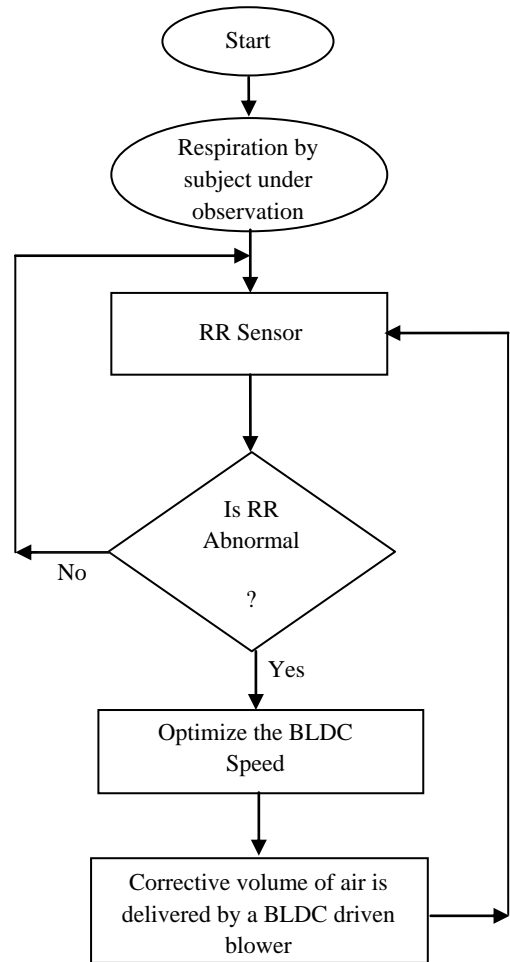 Start
Respiration by
subject under
observation
RR Sensor
Is RR
Abnormal
?
No
Yes
Optimize the BLDC
Speed
Corrective volume of air is
delivered by a BLDC driven
blower